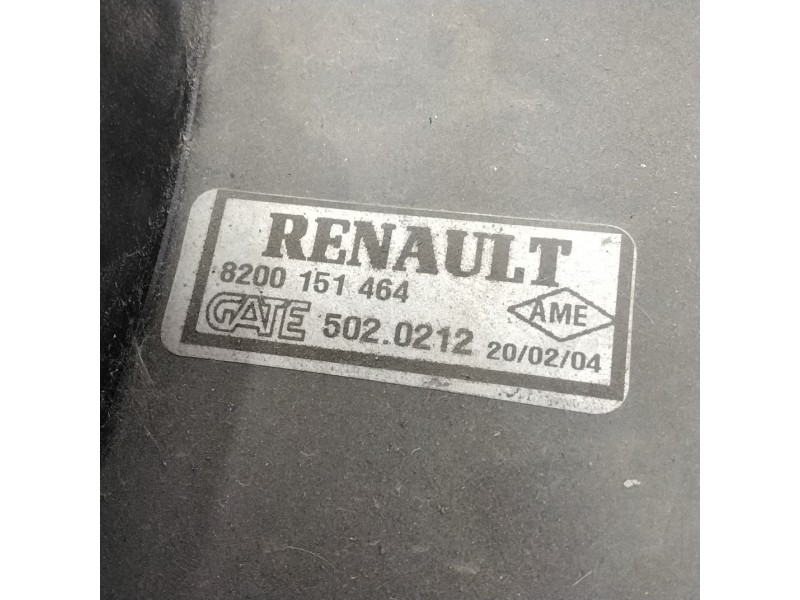 RENAULT
8200 151 464
AME
GATE 502.0212 20/02/04